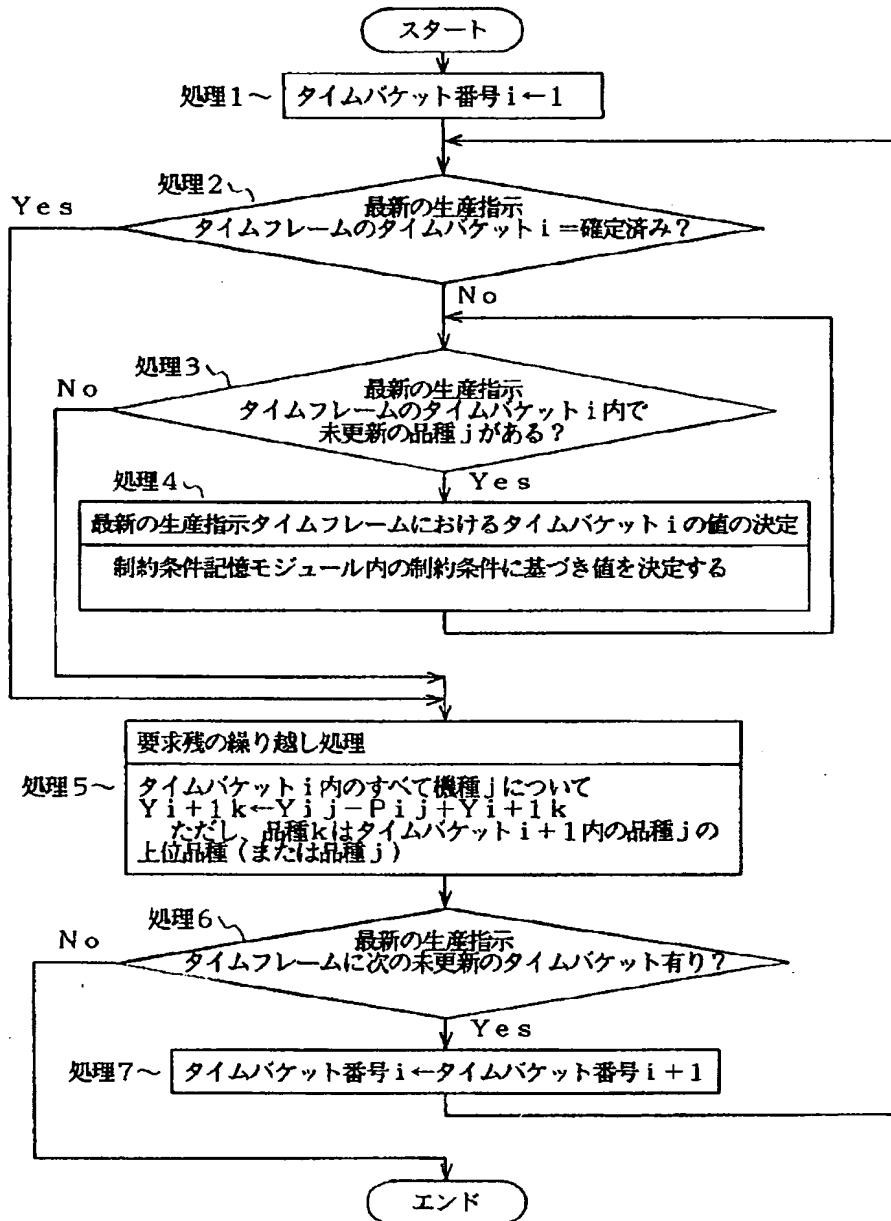 スタート
処理1～
タイムバケット番号i←1
処理2
Yes
最新の生産指示
タイムフレームのタイムバケットi＝確定済み？
No
処理3
No
最新の生産指示
タイムフレームのタイムバケットi内で
未更新の品種jがある？
処理4
Yes
最新の生産指示タイムフレームにおけるタイムバケットiの値の決定
制約条件記憶モジュール内の制約条件に基づき値を決定する
要求残の繰り越し処理
処理5～
タイムバケットi内のすべて機種jについて
Yi+1k←Yij－Pij＋Yi+1k
ただし、品種kはタイムバケットi+1内の品種jの
上位品種（または品種j）
処理6
No
最新の生産指示
タイムフレームに次の未更新のタイムバケット有り？
Yes
処理7～
タイムバケット番号i←タイムバケット番号i+1
エンド